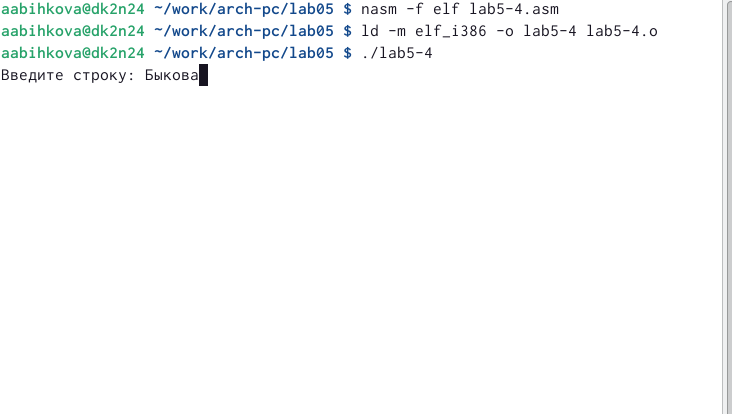 aabihkova@dk2n24 ~/work/arch-pc/lab05 $ nasm -f elf lab5-4.asm
aabihkova@dk2n24 ~/work/arch-pc/lab05 $ ld -m elf_i386 -o lab5-4 lab5-4.o
aabihkova@dk2n24 ~/work/arch-pc/lab05 $ ./lab5-4
Введите строку: Быкова